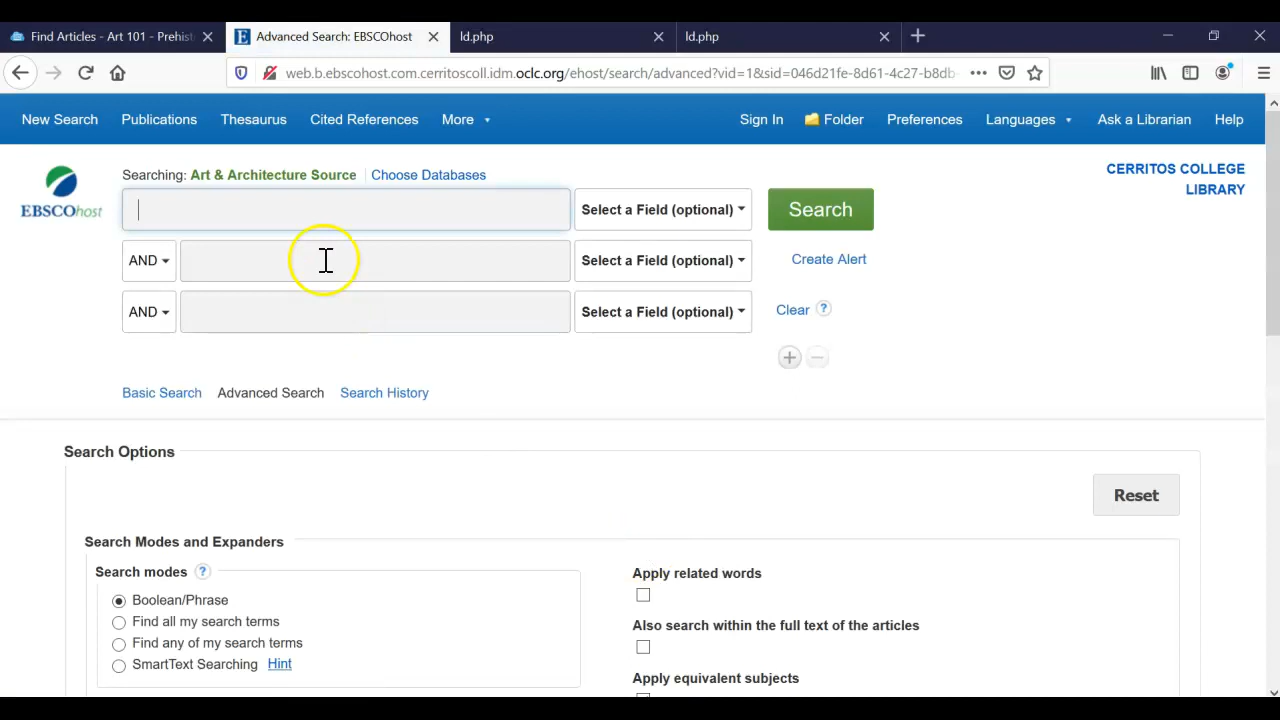 Find Articles - Art 101 - Prehist
Advanced Search: EBSCOhost
ld.php
ld.php
web.b.ebscohost.com.cerritoscoll.idm.oclc.org/ehost/search/advanced?vid=1&sid=046d21fe-8d61-4c27-b8db-
New Search Publications Thesaurus Cited References More Sign In Folder Preferences Languages Ask a Librarian Help
Searching: Art & Architecture Source Choose Databases
CERRITOS COLLEGE
LIBRARY
EBSCOhost
Select a Field (optional) Search
AND Select a Field (optional) Create Alert
AND Select a Field (optional) Clear ?
Basic Search Advanced Search Search History
Search Options
Reset
Search Modes and Expanders
Search modes ?
Boolean/Phrase
Find all my search terms
Find any of my search terms
SmartText Searching Hint
Apply related words
Also search within the full text of the articles
Apply equivalent subjects